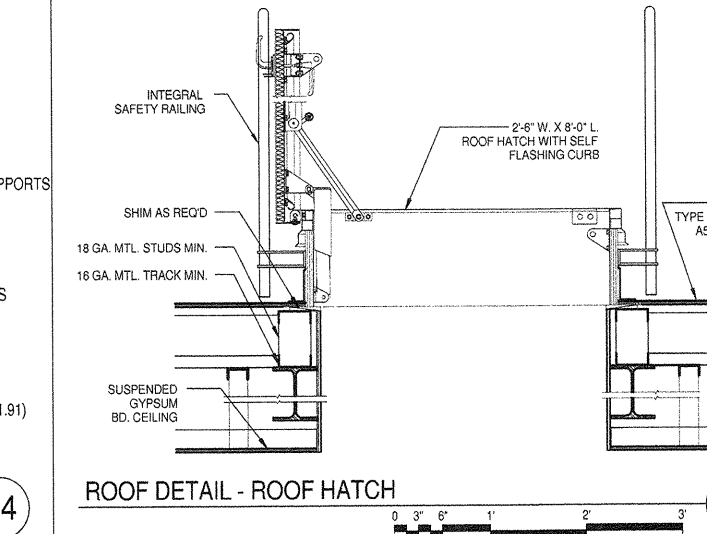 INTEGRAL
SAFETY RAILING
2'-6" W. X 8'-0" L.
ROOF HATCH WITH SELF
FLASHING CURB
SHIM AS REQ'D
TYPE
18 GA. MTL. STUDS MIN.
16 GA. MTL. TRACK MIN.
SUSPENDED
GYPSUM
BD. CEILING
1.91)
4
ROOF DETAIL - ROOF HATCH
0 3" 6" 1' 2' 3'